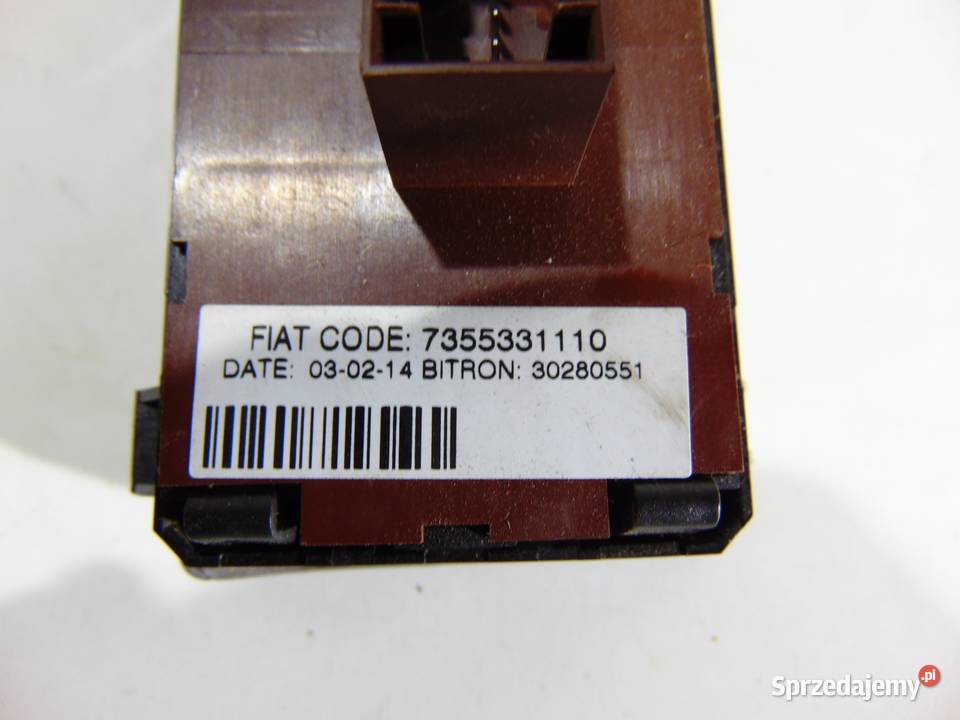 FIAT CODE: 7355331110
DATE: 03-02-14 BITRON: 30280551
Sprzedajemy.pl